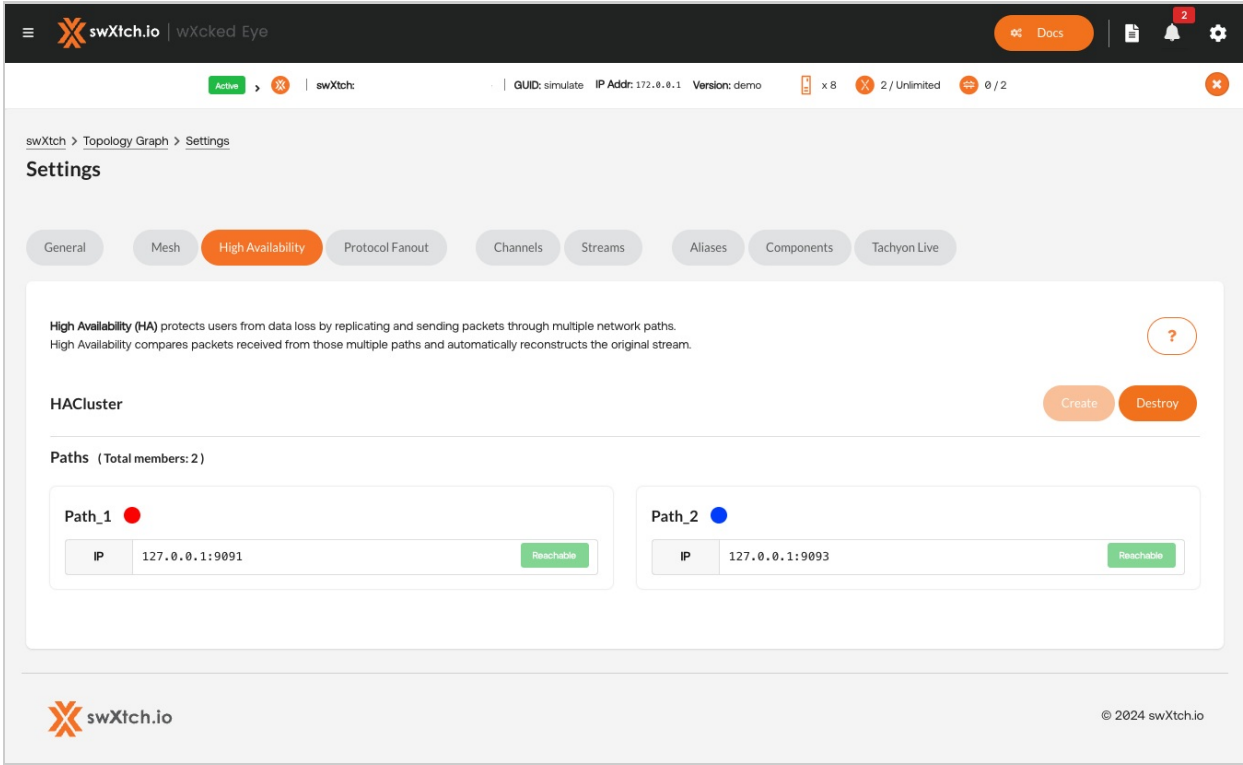 swXtch.io | wXcked Eye
Docs
2
Active > | swXtch: | GUID: simulate IP Addr: 172.0.0.1 Version: demo x 8 2 / Unlimited 0 / 2
swXtch > Topology Graph > Settings
Settings
General Mesh High Availability Protocol Fanout Channels Streams Aliases Components Tachyon Live
High Availability (HA) protects users from data loss by replicating and sending packets through multiple network paths.
High Availability compares packets received from those multiple paths and automatically reconstructs the original stream.
?
HACluster
Create Destroy
Paths (Total members: 2)
Path_1
IP 127.0.0.1:9091 Reachable
Path_2
IP 127.0.0.1:9093 Reachable
swXtch.io
© 2024 swXtch.io